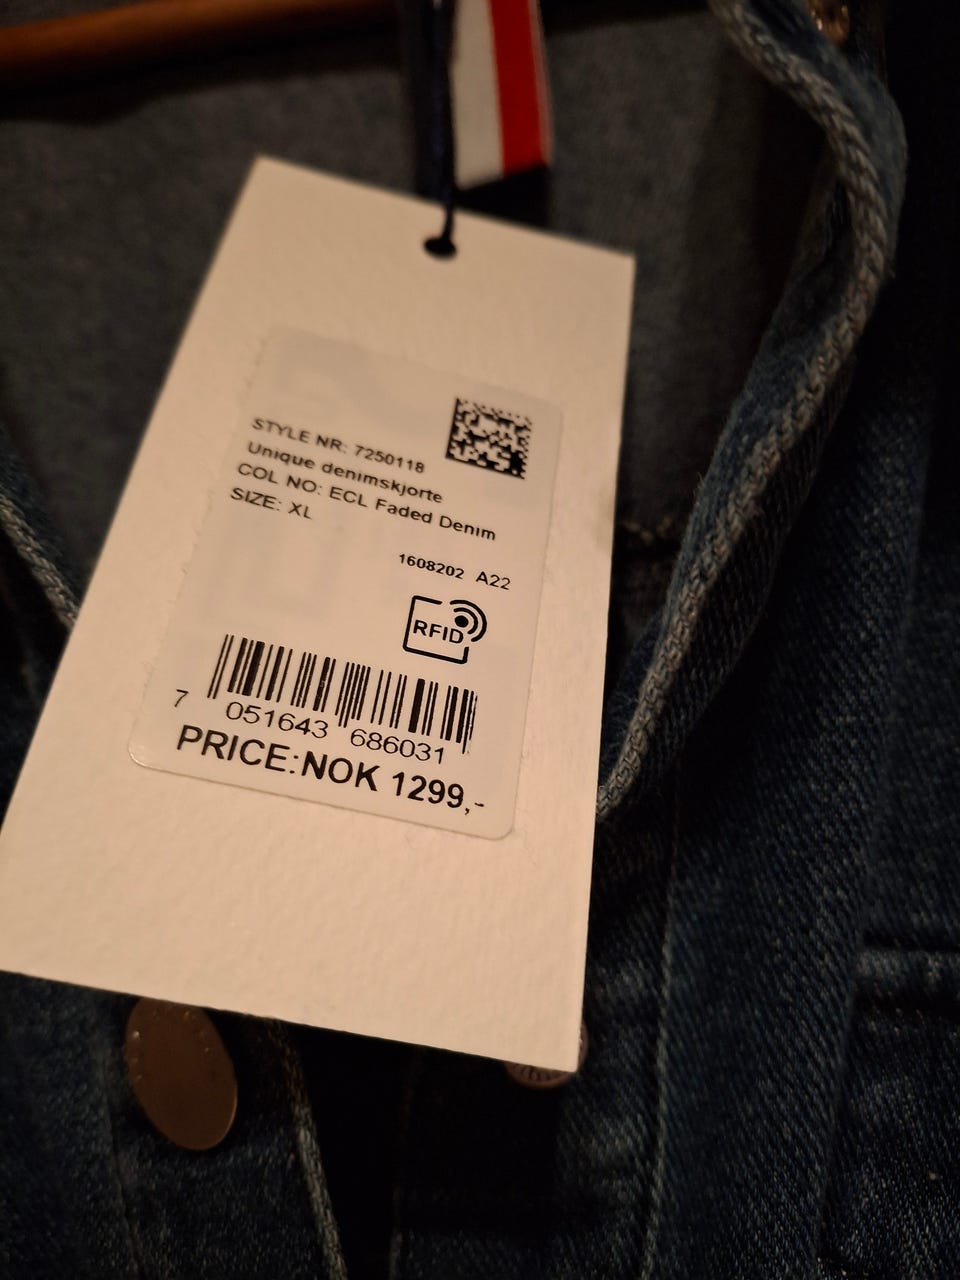 STYLE NR: 7250118
Unique denimskjorte
COL NO: ECL Faded Denim
SIZE: XL
1608202 A22
RFID
7 051643 686031
PRICE:NOK 1299,-